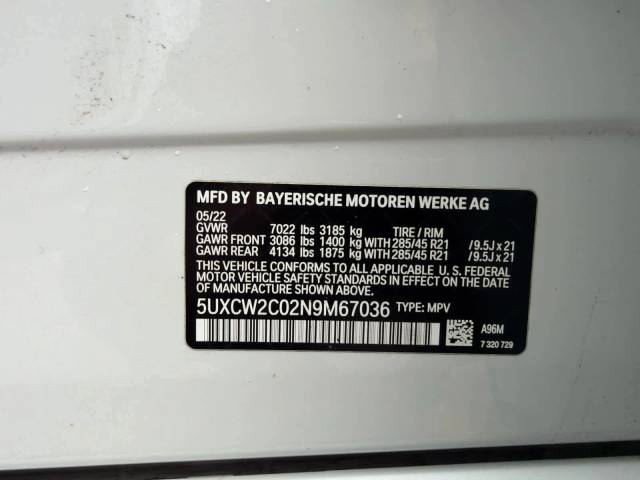 MFD BY BAYERISCHE MOTOREN WERKE AG
05/22
GVWR 7022 lbs 3185 kg TIRE / RIM
GAWR FRONT 3086 lbs 1400 kg WITH 285/45 R21 /9.5J x 21
GAWR REAR 4134 lbs 1875 kg WITH 285/45 R21 /9.5J x 21
THIS VEHICLE CONFORMS TO ALL APPLICABLE U. S. FEDERAL
MOTOR VEHICLE SAFETY STANDARDS IN EFFECT ON THE DATE
OF MANUFACTURE SHOWN ABOVE.
5UXCW2C02N9M67036 TYPE: MPV
A96M
7 320 729